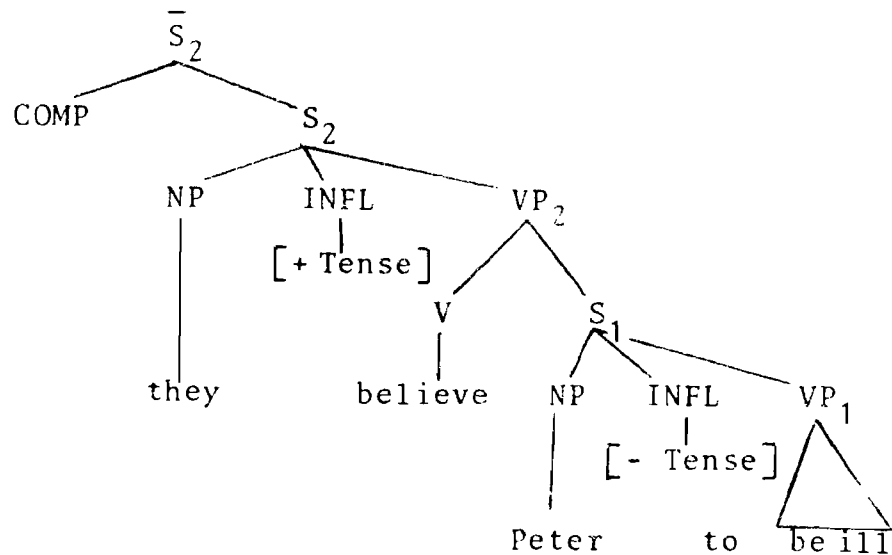 S̄2
COMP S2
NP INFL VP2
[+ Tense]
V S1
they believe NP INFL VP1
[- Tense]
Peter to be ill